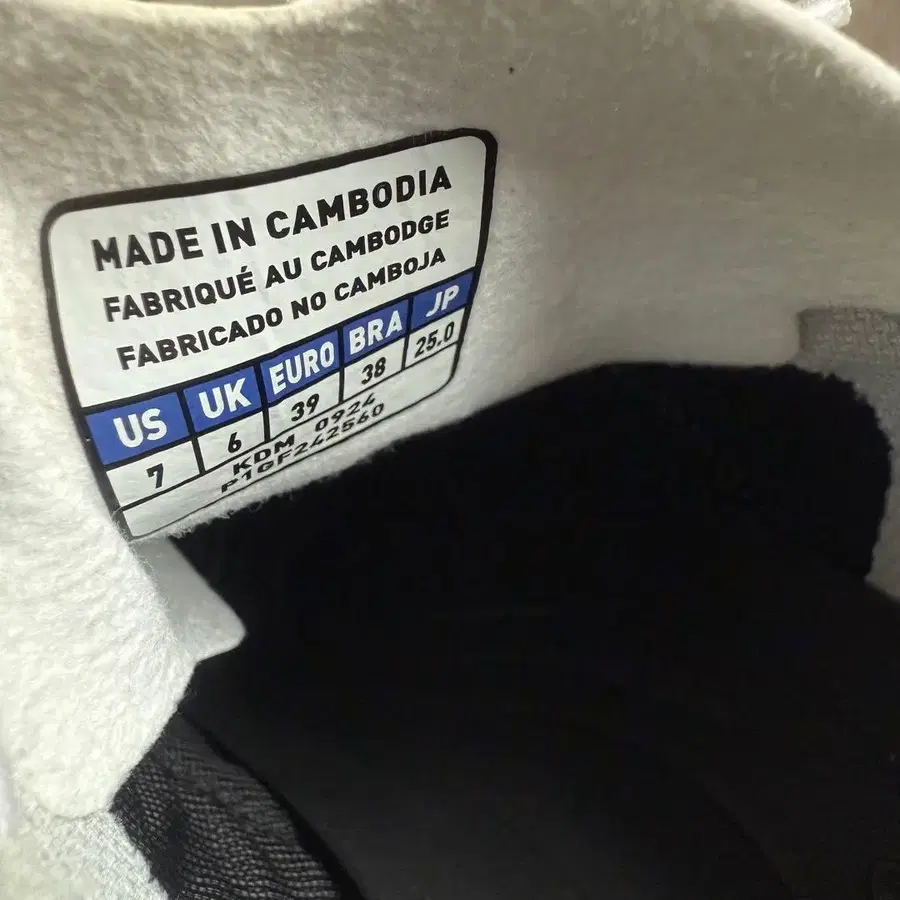 MADE IN CAMBODIA
FABRIQUÉ AU CAMBODGE
FABRICADO NO CAMBOJA
US UK EURO BRA JP
7 6 39 38 25.0
KDM 0924
P1GF242560